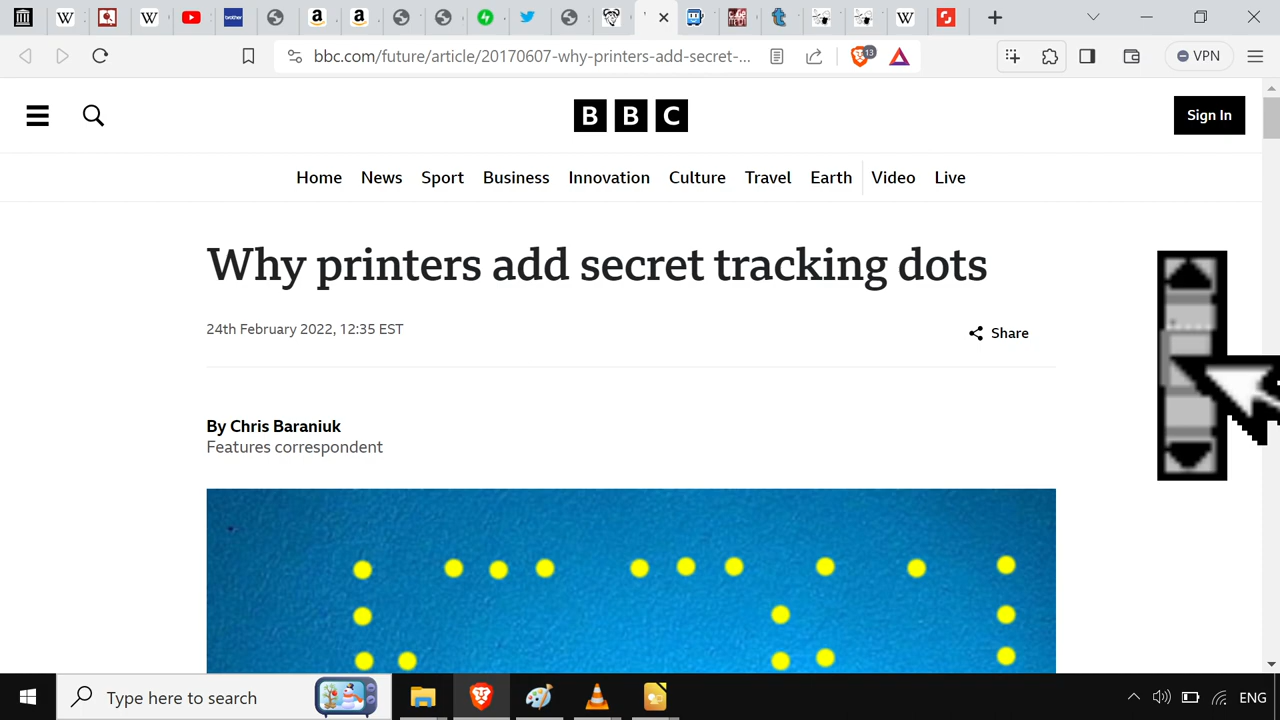 bbc.com/future/article/20170607-why-printers-add-secret-...
13
VPN
BBC
Sign In
Home News Sport Business Innovation Culture Travel Earth Video Live
Why printers add secret tracking dots
24th February 2022, 12:35 EST
Share
By Chris Baraniuk
Features correspondent
Type here to search
ENG